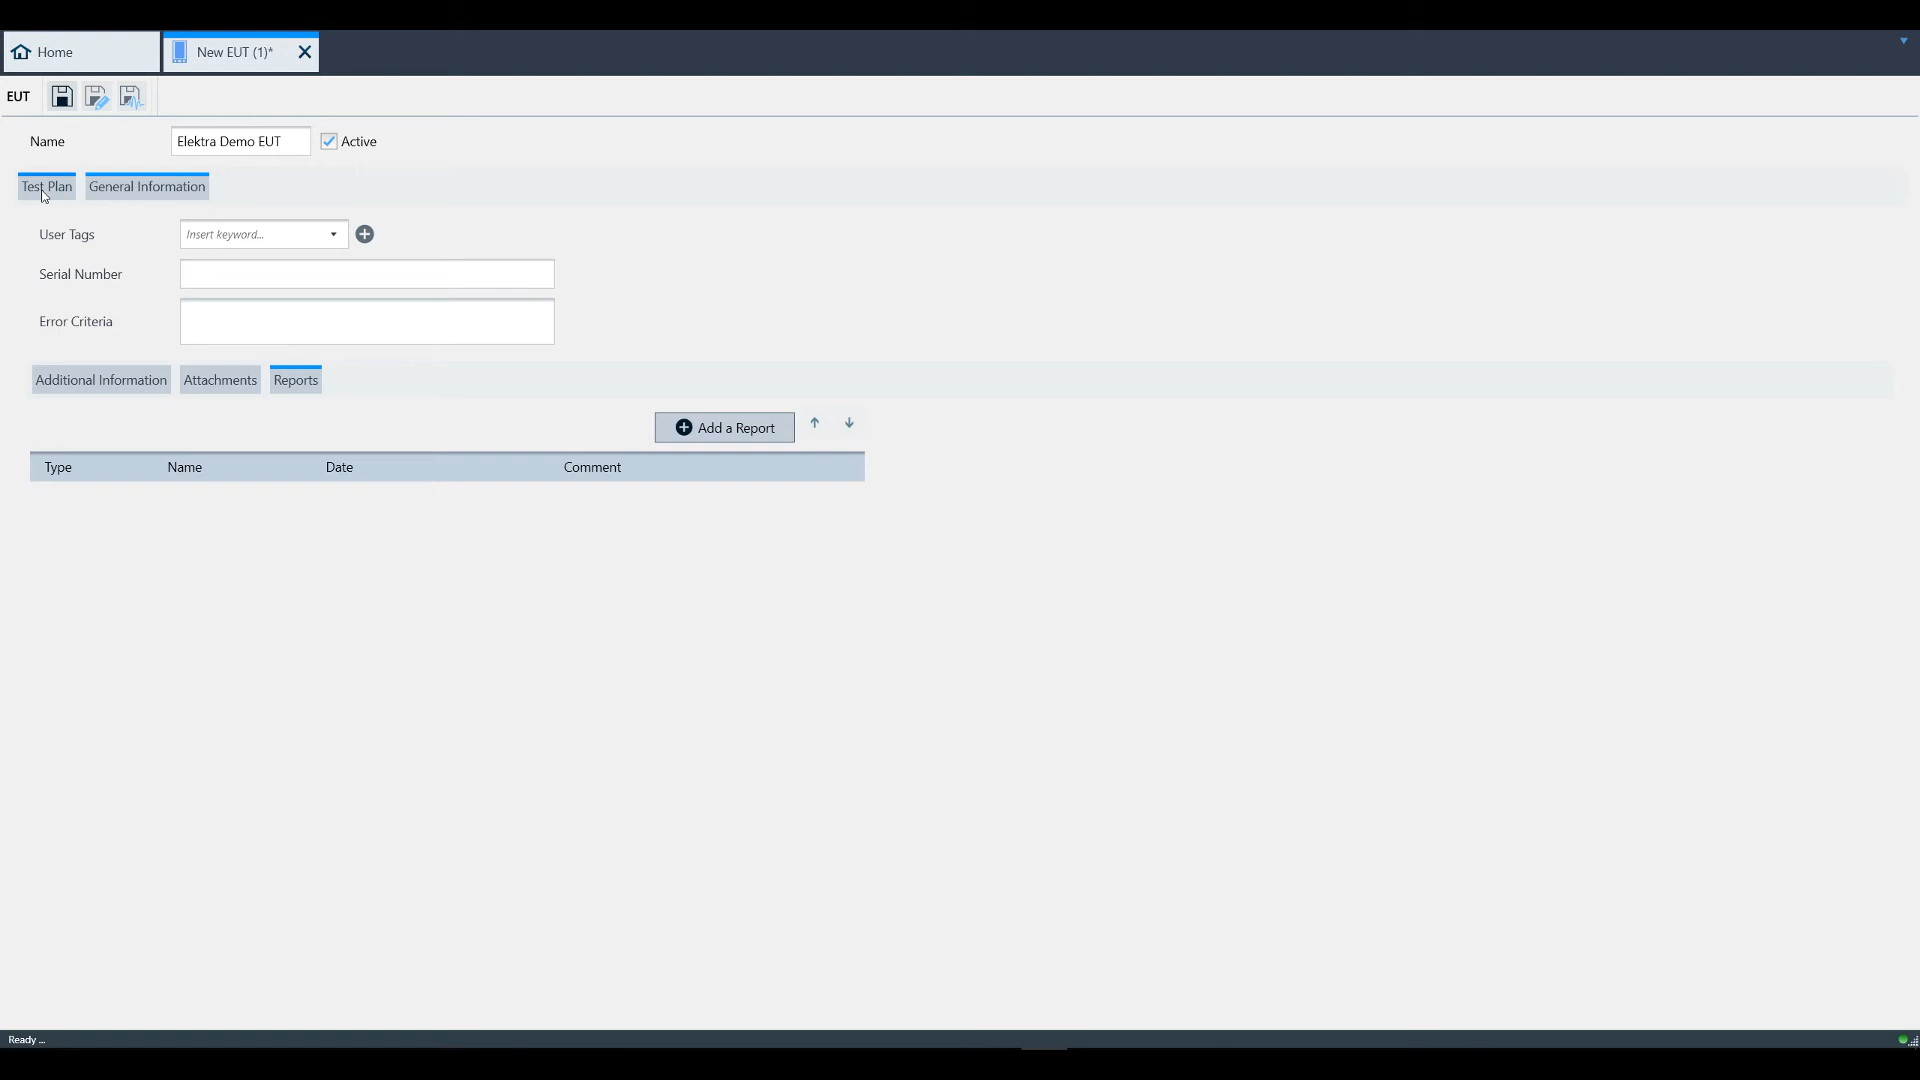 Home
New EUT (1)*
EUT
Name
Elektra Demo EUT
Active
Test Plan
General Information
User Tags
Insert keyword...
Serial Number
Error Criteria
Additional Information
Attachments
Reports
Add a Report
Type
Name
Date
Comment
Ready ...